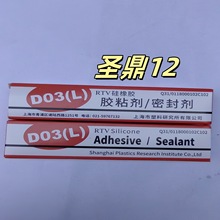 圣鼎12
D03(L)
RTV硅橡胶
Q31/0118000102C102
胶粘剂/密封剂
上海市塑料研究所有限公司
D03(L)
RTV Silicone
Q31/0118000102C102
Adhesive / Sealant
Shanghai Plastics Research Institute Co.,Ltd